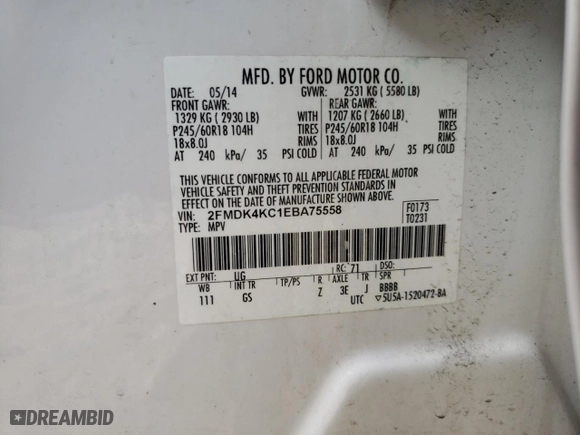 MFD. BY FORD MOTOR CO.
DATE: 05/14 GVWR: 2531 KG ( 5580 LB)
FRONT GAWR: REAR GAWR:
1329 KG ( 2930 LB) WITH 1207 KG ( 2660 LB) WITH
P245/60R18 104H TIRES P245/60R18 104H TIRES
18x8.0J RIMS 18x8.0J RIMS
AT 240 kPa/ 35 PSI COLD AT 240 kPa/ 35 PSI COLD
THIS VEHICLE CONFORMS TO ALL APPLICABLE FEDERAL MOTOR
VEHICLE SAFETY AND THEFT PREVENTION STANDARDS IN
EFFECT ON THE DATE OF MANUFACTURE SHOWN ABOVE.
VIN: 2FMDK4KC1EBA75558 F0173
TYPE: MPV T0231
EXT PNT: UG RC: 71 DSO:
WB INT TR TP/PS R AXLE TR SPR
111 GS Z 3E J BBBB
UTC ▽5U5A-1520472-BA
DREAMBID